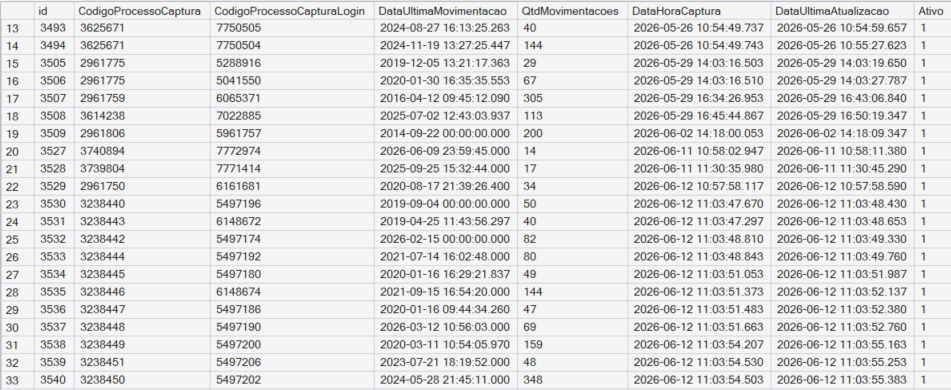 id CodigoProcessoCaptura CodigoProcessoCapturaLogin DataUltimaMovimentacao QtdMovimentacoes DataHoraCaptura DataUltimaAtualizacao Ativo
13 3493 3625671 7750505 2024-08-27 16:13:25.263 40 2026-05-26 10:54:49.737 2026-05-26 10:54:59.657 1
14 3494 3625671 7750504 2024-11-19 13:27:25.447 144 2026-05-26 10:54:49.743 2026-05-26 10:55:27.623 1
15 3505 2961775 5288916 2019-12-05 13:21:17.363 29 2026-05-29 14:03:16.503 2026-05-29 14:03:19.650 1
16 3506 2961775 5041550 2020-01-30 16:35:35.553 67 2026-05-29 14:03:16.510 2026-05-29 14:03:27.787 1
17 3507 2961759 6065371 2016-04-12 09:45:12.090 305 2026-05-29 16:34:26.953 2026-05-29 16:43:06.840 1
18 3508 3614238 7022885 2025-07-02 12:43:03.937 113 2026-05-29 16:45:44.867 2026-05-29 16:50:19.347 1
19 3509 2961806 5961757 2014-09-22 00:00:00.000 200 2026-06-02 14:18:00.053 2026-06-02 14:18:09.347 1
20 3527 3740894 7772974 2026-06-09 23:59:45.000 14 2026-06-11 10:58:02.947 2026-06-11 10:58:11.380 1
21 3528 3739804 7771414 2025-09-25 15:32:44.000 17 2026-06-11 11:30:35.980 2026-06-11 11:30:45.290 1
22 3529 2961750 6161681 2020-08-17 21:39:26.400 34 2026-06-12 10:57:58.117 2026-06-12 10:57:58.590 1
23 3530 3238440 5497196 2019-09-04 00:00:00.000 50 2026-06-12 11:03:47.670 2026-06-12 11:03:48.430 1
24 3531 3238443 6148672 2019-04-25 11:43:56.297 40 2026-06-12 11:03:47.297 2026-06-12 11:03:48.653 1
25 3532 3238442 5497174 2026-02-15 00:00:00.000 82 2026-06-12 11:03:48.810 2026-06-12 11:03:49.330 1
26 3533 3238444 5497192 2021-07-14 16:02:48.000 80 2026-06-12 11:03:48.843 2026-06-12 11:03:49.760 1
27 3534 3238445 5497180 2020-01-16 16:29:21.837 49 2026-06-12 11:03:51.053 2026-06-12 11:03:51.987 1
28 3535 3238446 6148671 2021-09-15 16:54:20.000 144 2026-06-12 11:03:51.373 2026-06-12 11:03:52.137 1
29 3536 3238447 5497186 2020-01-16 09:44:34.260 47 2026-06-12 11:03:51.483 2026-06-12 11:03:52.380 1
30 3537 3238448 5497190 2026-03-12 10:56:03.000 69 2026-06-12 11:03:51.663 2026-06-12 11:03:52.760 1
31 3538 3238449 5497200 2020-03-11 10:54:05.970 159 2026-06-12 11:03:54.207 2026-06-12 11:03:55.163 1
32 3539 3238451 5497206 2023-07-21 18:19:52.000 48 2026-06-12 11:03:54.530 2026-06-12 11:03:55.253 1
33 3540 3238450 5497202 2024-05-28 21:45:11.000 348 2026-06-12 11:03:54.503 2026-06-12 11:03:55.383 1